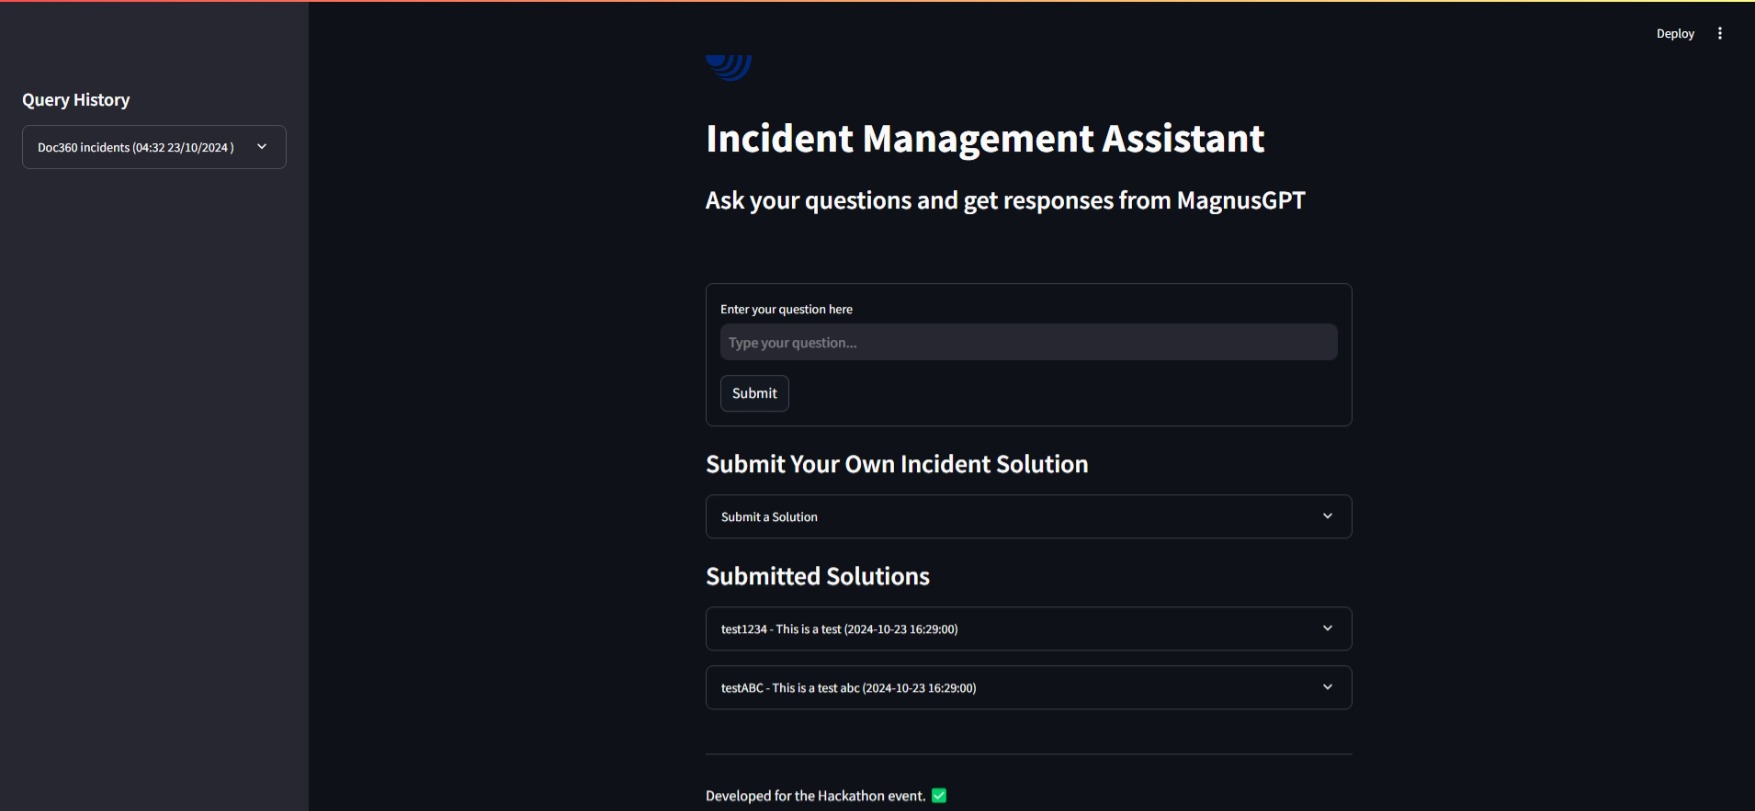 Deploy
Query History
Doc360 incidents (04:32 23/10/2024 )
Incident Management Assistant
Ask your questions and get responses from MagnusGPT
Enter your question here
Type your question...
Submit
Submit Your Own Incident Solution
Submit a Solution
Submitted Solutions
test1234 - This is a test (2024-10-23 16:29:00)
testABC - This is a test abc (2024-10-23 16:29:00)
Developed for the Hackathon event. ✅